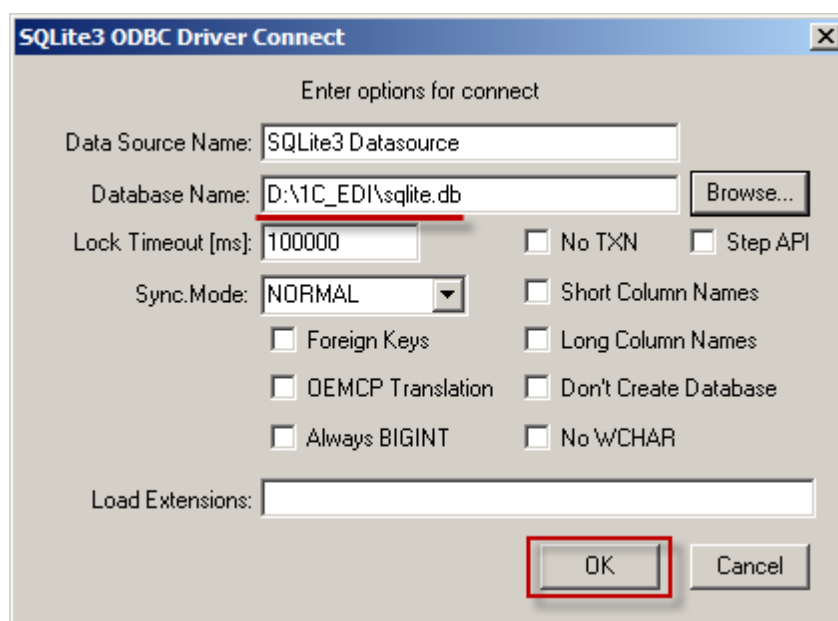 SQLite3 ODBC Driver Connect
Enter options for connect
Data Source Name: SQLite3 Datasource
Database Name: D:\1C_EDI\sqlite.db Browse...
Lock Timeout [ms]: 100000 No TXN Step API
Sync.Mode: NORMAL Short Column Names
Foreign Keys Long Column Names
OEMCP Translation Don't Create Database
Always BIGINT No WCHAR
Load Extensions:
OK Cancel